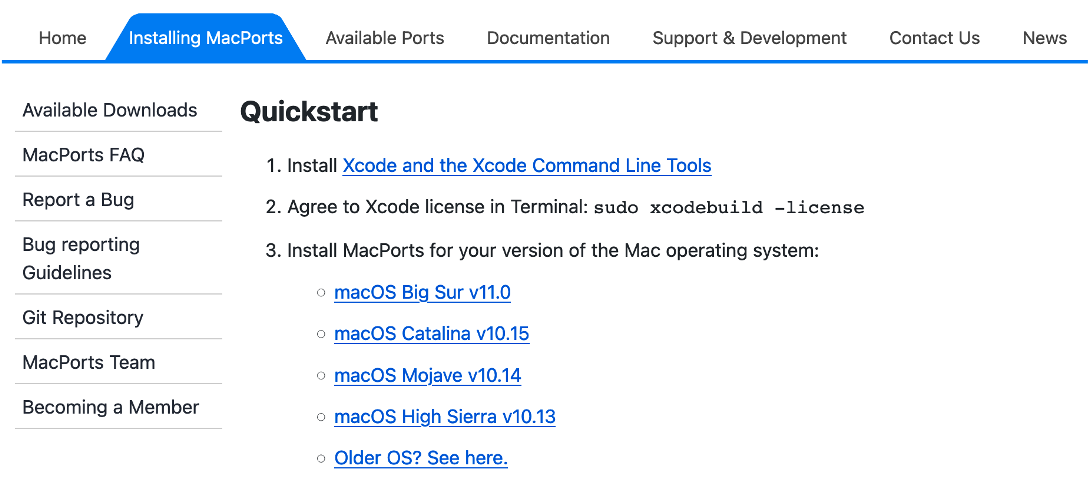 Home Installing MacPorts Available Ports Documentation Support & Development Contact Us News
Available Downloads
MacPorts FAQ
Report a Bug
Bug reporting
Guidelines
Git Repository
MacPorts Team
Becoming a Member
Quickstart
1. Install Xcode and the Xcode Command Line Tools
2. Agree to Xcode license in Terminal: sudo xcodebuild -license
3. Install MacPorts for your version of the Mac operating system:
macOS Big Sur v11.0
macOS Catalina v10.15
macOS Mojave v10.14
macOS High Sierra v10.13
Older OS? See here.